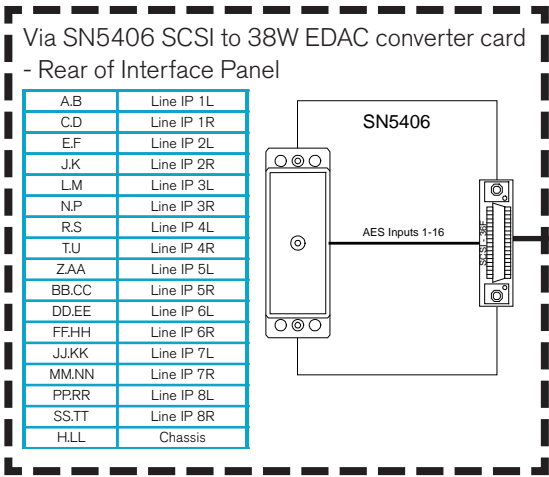 Via SN5406 SCSI to 38W EDAC converter card
- Rear of Interface Panel
A.B Line IP 1L
C.D Line IP 1R
E.F Line IP 2L
J.K Line IP 2R
L.M Line IP 3L
N.P Line IP 3R
R.S Line IP 4L
T.U Line IP 4R
Z.AA Line IP 5L
BB.CC Line IP 5R
DD.EE Line IP 6L
FF.HH Line IP 6R
JJ.KK Line IP 7L
MM.NN Line IP 7R
PP.RR Line IP 8L
SS.TT Line IP 8R
H.LL Chassis
SN5406
AES Inputs 1-16
SCSI - 36F